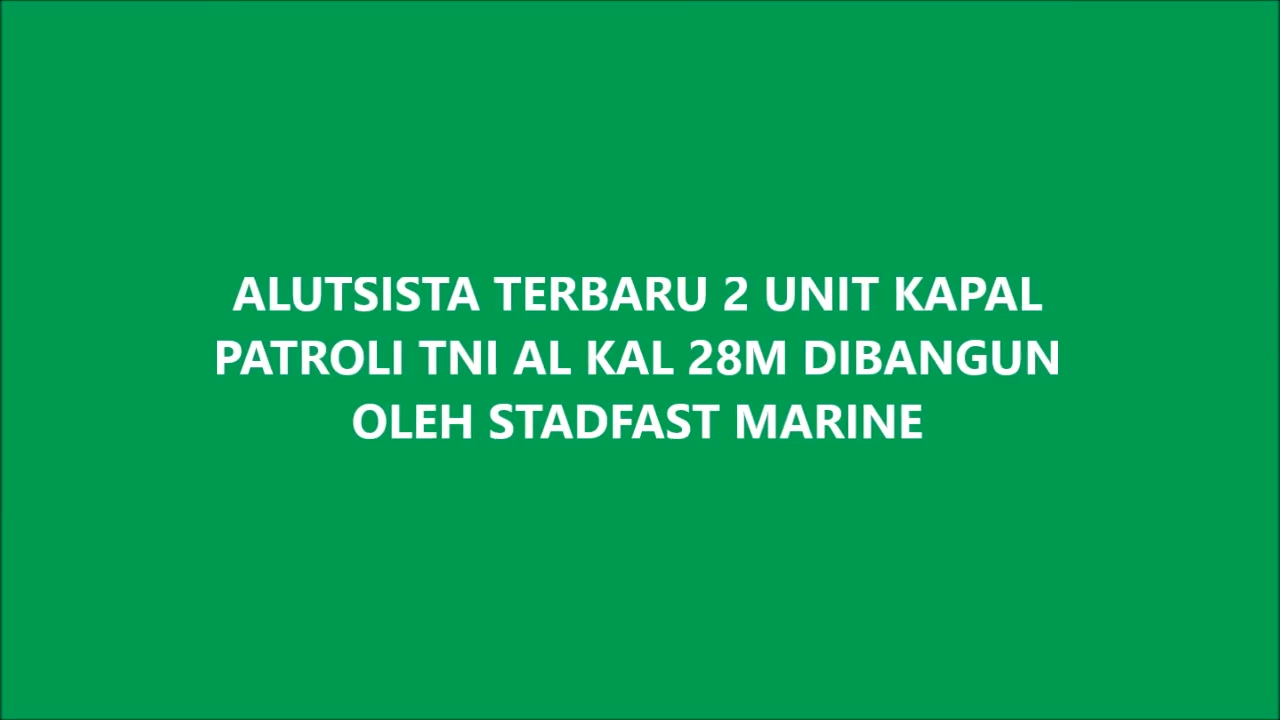 ALUTSISTA TERBARU 2 UNIT KAPAL
PATROLI TNI AL KAL 28M DIBANGUN
OLEH STADFAST MARINE